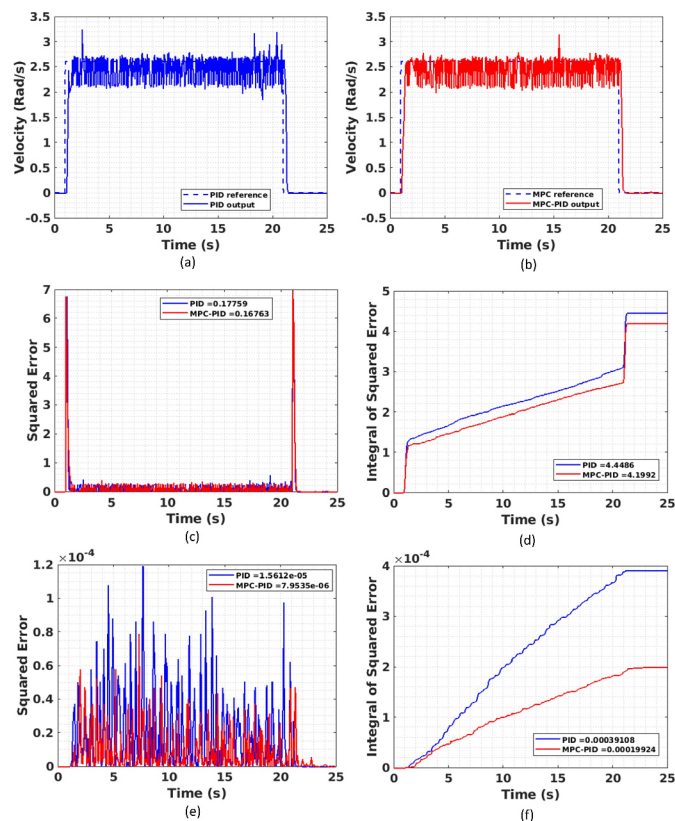 3.5
3
2.5
2
1.5
1
0.5
0
-0.5
Velocity (Rad/s)
PID reference
PID output
0 5 10 15 20 25
Time (s)
(a)
3.5
3
2.5
2
1.5
1
0.5
0
-0.5
Velocity (Rad/s)
MPC reference
MPC-PID output
0 5 10 15 20 25
Time (s)
(b)
7
6
5
4
3
2
1
0
Squared Error
PID =0.17759
MPC-PID =0.16763
0 5 10 15 20 25
Time (s)
(c)
5
4
3
2
1
0
Integral of Squared Error
PID =4.4486
MPC-PID =4.1992
0 5 10 15 20 25
Time (s)
(d)
×10⁻⁴
1.2
1
0.8
0.6
0.4
0.2
0
Squared Error
PID =1.5612e-05
MPC-PID =7.9535e-06
0 5 10 15 20 25
Time (s)
(e)
×10⁻⁴
4
3
2
1
0
Integral of Squared Error
PID =0.00039108
MPC-PID =0.00019924
0 5 10 15 20 25
Time (s)
(f)